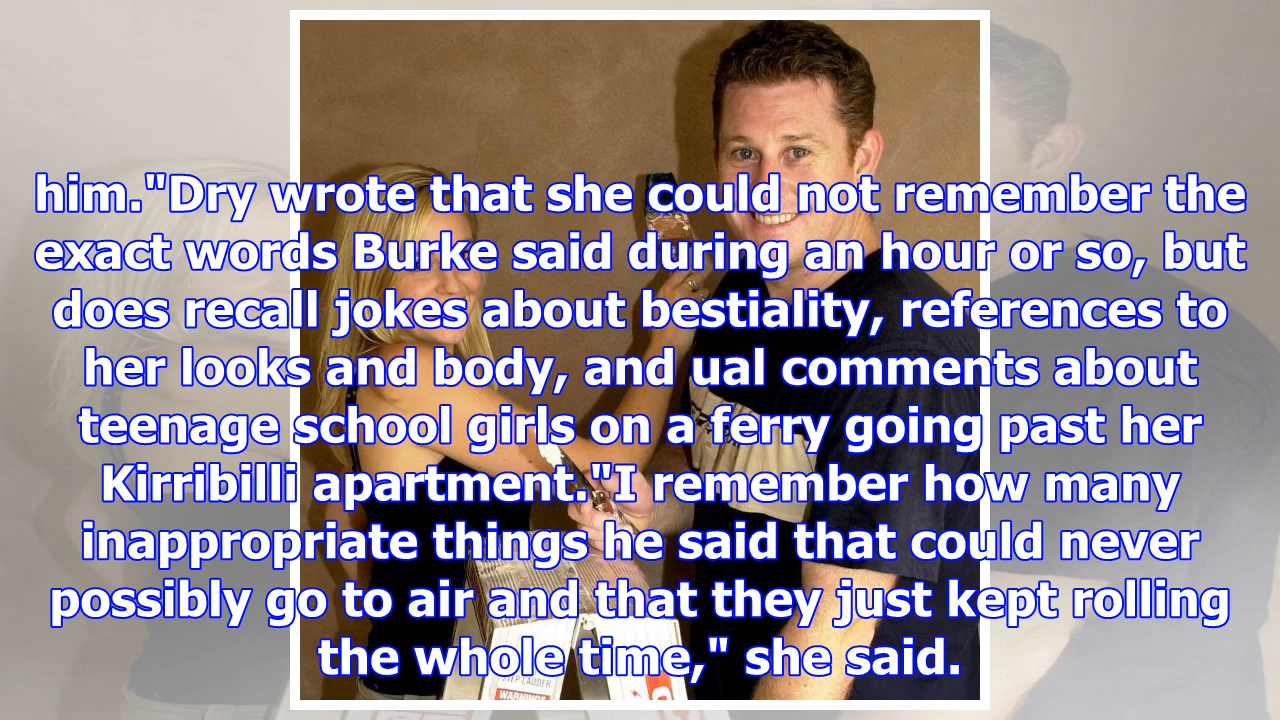 him."Dry wrote that she could not remember the
exact words Burke said during an hour or so, but
does recall jokes about bestiality, references to
her looks and body, and ual comments about
teenage school girls on a ferry going past her
Kirribilli apartment."I remember how many
inappropriate things he said that could never
possibly go to air and that they just kept rolling
the whole time," she said.
STEP LADDER
WARNINGS